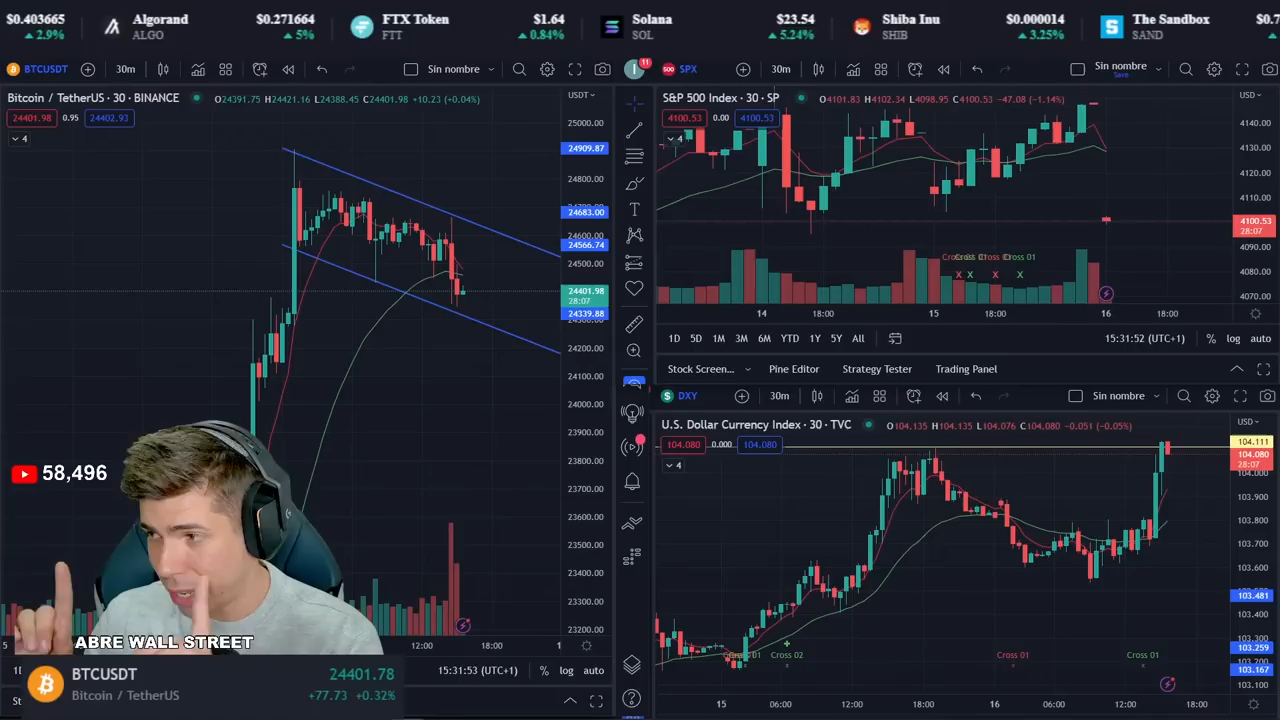 $0.403665
2.9%
Algorand
ALGO
$0.271664
5%
FTX Token
FTT
$1.64
0.84%
Solana
SOL
$23.54
5.24%
Shiba Inu
SHIB
$0.000014
3.25%
The Sandbox
SAND
BTCUSDT
30m
Sin nombre
11
Bitcoin / TetherUS · 30 · BINANCE
O24391.75 H24421.16 L24388.45 C24401.98 +10.23 (+0.04%)
24401.98
0.95
24402.93
4
USDT
25000.00
24909.87
24800.00
24683.00
24600.00
24566.74
24500.00
24401.98
28:07
24339.88
24200.00
24100.00
24000.00
23900.00
23800.00
23700.00
23600.00
23500.00
23400.00
23300.00
23200.00
12:00
18:00
15:31:53 (UTC+1)
%
log
auto
58,496
ABRE WALL STREET
BTCUSDT
Bitcoin / TetherUS
24401.78
+77.73 +0.32%
500
SPX
30m
Sin nombre
Save
S&P 500 Index · 30 · SP
O4101.83 H4102.34 L4098.95 C4100.53 −47.08 (−1.14%)
4100.53
0.00
4100.53
4
USD
4140.00
4130.00
4120.00
4110.00
4100.53
28:07
4090.00
4080.00
4070.00
Cross 01
14
18:00
15
18:00
16
18:00
1D
5D
1M
3M
6M
YTD
1Y
5Y
All
15:31:52 (UTC+1)
%
log
auto
Stock Screen...
Pine Editor
Strategy Tester
Trading Panel
DXY
30m
Sin nombre
U.S. Dollar Currency Index · 30 · TVC
O104.135 H104.135 L104.076 C104.080 −0.051 (−0.05%)
104.080
0.000
104.080
4
USD
104.111
104.080
28:07
104.000
103.900
103.800
103.700
103.600
103.481
103.400
103.300
103.259
103.167
103.100
Cross 02
Cross 01
Cross 01
15
06:00
12:00
18:00
16
06:00
12:00
18:00